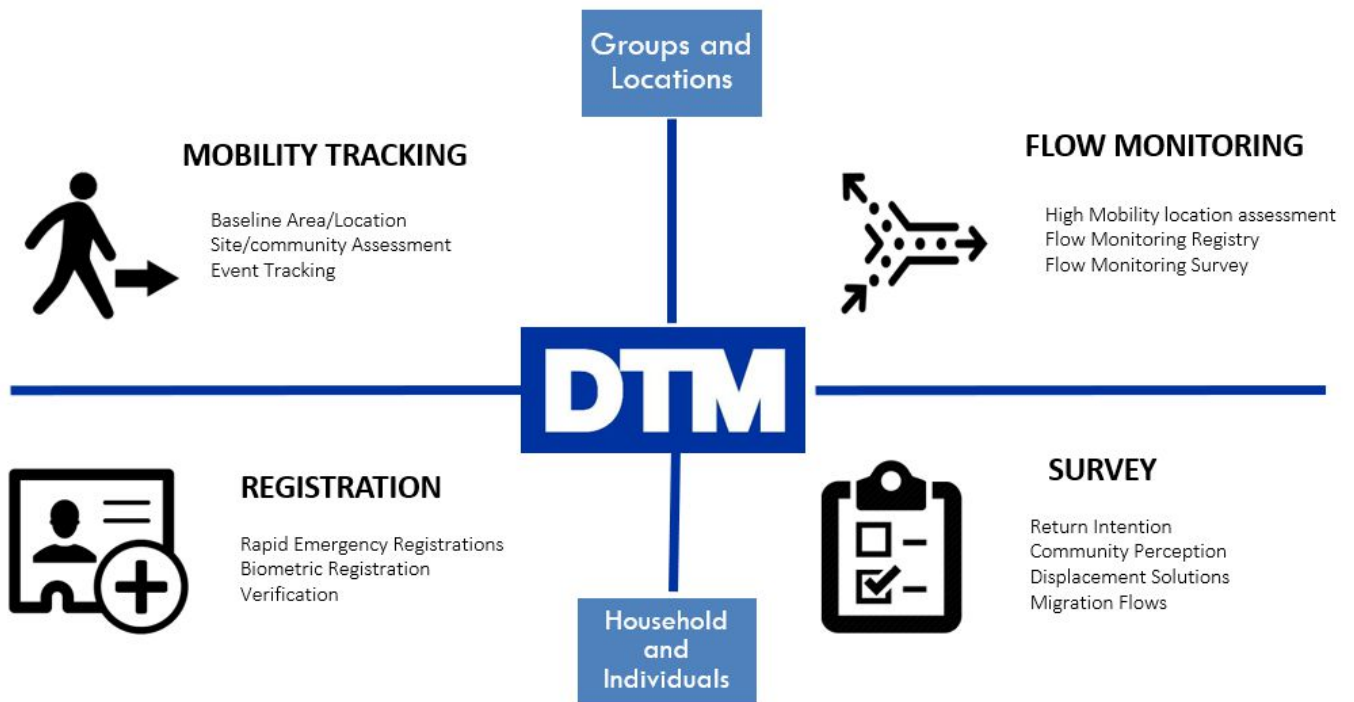 Groups and
Locations
MOBILITY TRACKING
Baseline Area/Location
Site/community Assessment
Event Tracking
FLOW MONITORING
High Mobility location assessment
Flow Monitoring Registry
Flow Monitoring Survey
DTM
REGISTRATION
Rapid Emergency Registrations
Biometric Registration
Verification
SURVEY
Return Intention
Community Perception
Displacement Solutions
Migration Flows
Household
and
Individuals